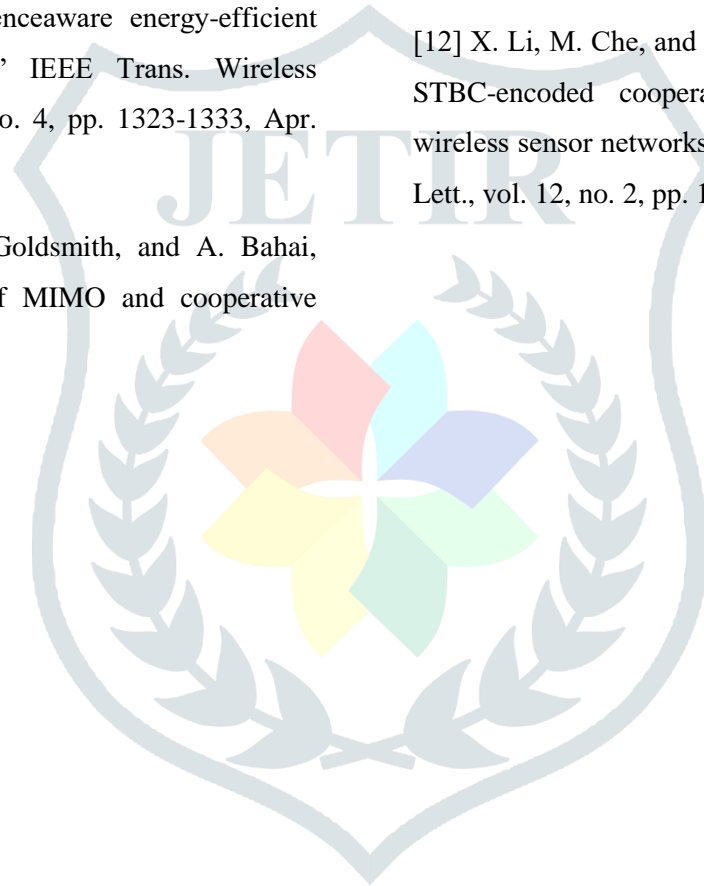 enceaware energy-efficient
” IEEE Trans. Wireless
o. 4, pp. 1323-1333, Apr.
Goldsmith, and A. Bahai,
f MIMO and cooperative
[12] X. Li, M. Che, and
STBC-encoded coopera
wireless sensor networks
Lett., vol. 12, no. 2, pp. 1
JETIR